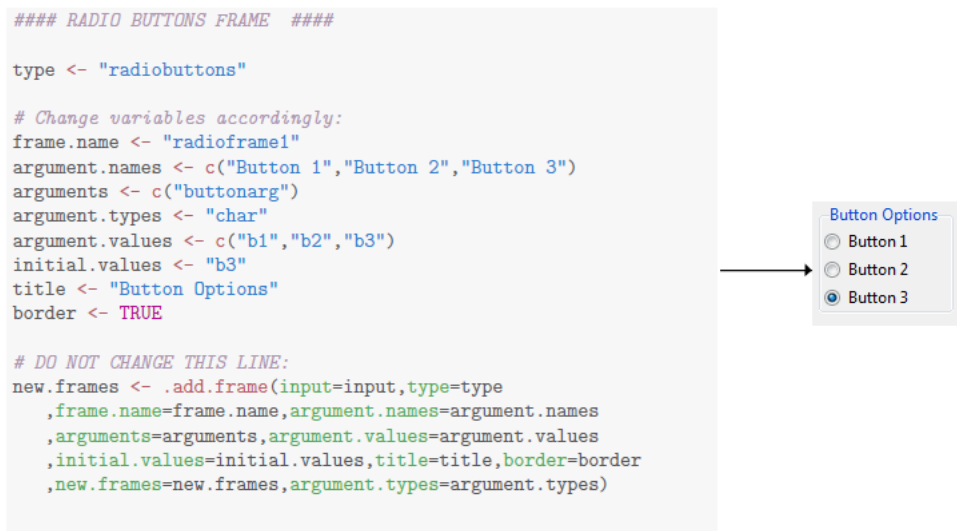 #### RADIO BUTTONS FRAME ####
type <- "radiobuttons"
# Change variables accordingly:
frame.name <- "radioframe1"
argument.names <- c("Button 1","Button 2","Button 3")
arguments <- c("buttonarg")
argument.types <- "char"
argument.values <- c("b1","b2","b3")
initial.values <- "b3"
title <- "Button Options"
border <- TRUE
# DO NOT CHANGE THIS LINE:
new.frames <- .add.frame(input=input,type=type
,frame.name=frame.name,argument.names=argument.names
,arguments=arguments,argument.values=argument.values
,initial.values=initial.values,title=title,border=border
,new.frames=new.frames,argument.types=argument.types)
Button Options
Button 1
Button 2
Button 3